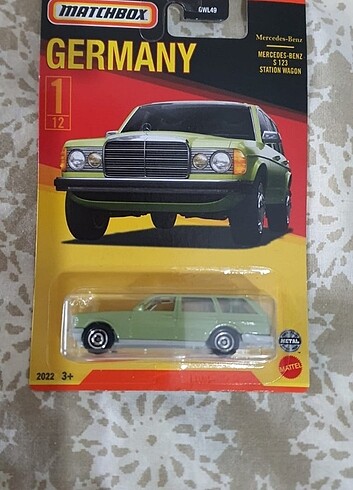 MATCHBOX
GWL49
GERMANY
Mercedes-Benz
MERCEDES-BENZ
S 123
STATION WAGON
1
12
METAL
MATTEL
2022 3+